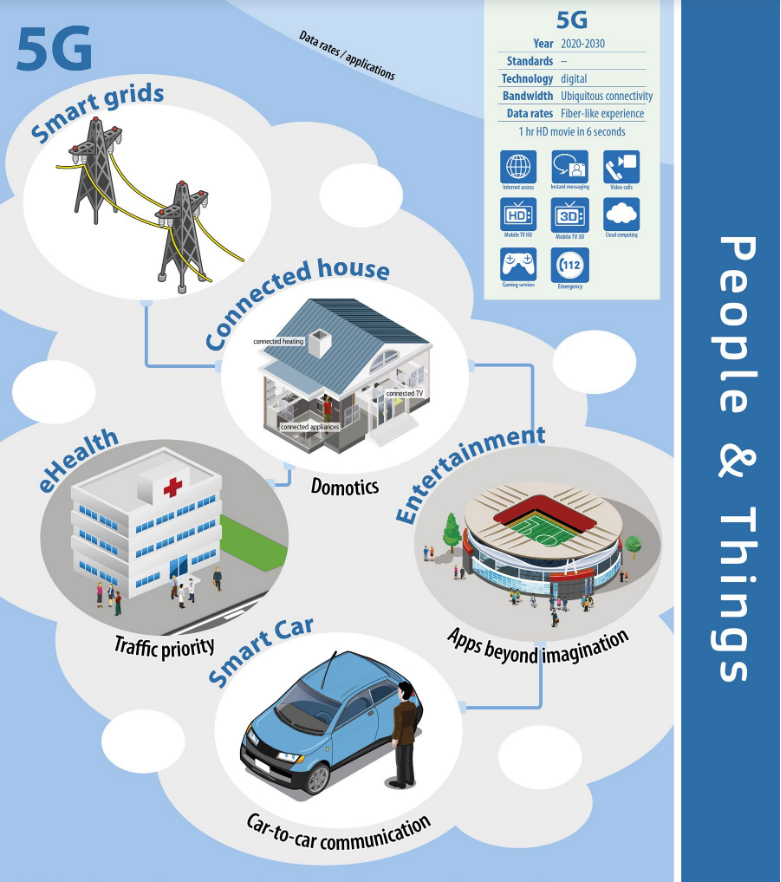 5G
Data rates / applications
5G
Year 2020-2030
Standards –
Technology digital
Bandwidth Ubiquitous connectivity
Data rates Fiber-like experience
1 hr HD movie in 6 seconds
Internet access
Instant messaging
Video calls
HD
3D
Mobile TV HD
Mobile TV 3D
Cloud computing
112
Gaming services
Emergency
Smart grids
Connected house
connected heating
connected TV
connected appliances
Domotics
eHealth
Traffic priority
Entertainment
Apps beyond imagination
Smart Car
Car-to-car communication
People & Things